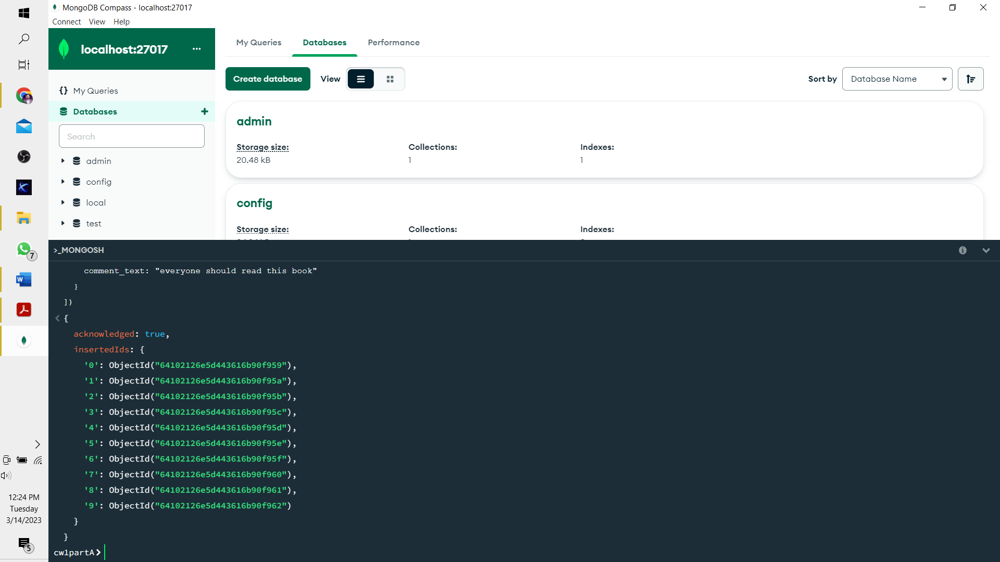 MongoDB Compass - localhost:27017
Connect View Help
localhost:27017 ...
My Queries Databases Performance
Create database View Sort by Database Name
{} My Queries
Databases +
Search
admin
config
local
test
admin
Storage size: Collections: Indexes:
20.48 kB 1 1
config
Storage size: Collections: Indexes:
>_MONGOSH
comment_text: "everyone should read this book"
}
])
< {
acknowledged: true,
insertedIds: {
'0': ObjectId("64102126e5d443616b90f959"),
'1': ObjectId("64102126e5d443616b90f95a"),
'2': ObjectId("64102126e5d443616b90f95b"),
'3': ObjectId("64102126e5d443616b90f95c"),
'4': ObjectId("64102126e5d443616b90f95d"),
'5': ObjectId("64102126e5d443616b90f95e"),
'6': ObjectId("64102126e5d443616b90f95f"),
'7': ObjectId("64102126e5d443616b90f960"),
'8': ObjectId("64102126e5d443616b90f961"),
'9': ObjectId("64102126e5d443616b90f962")
}
}
cw1partA>
7
W
12:24 PM
Tuesday
3/14/2023
5